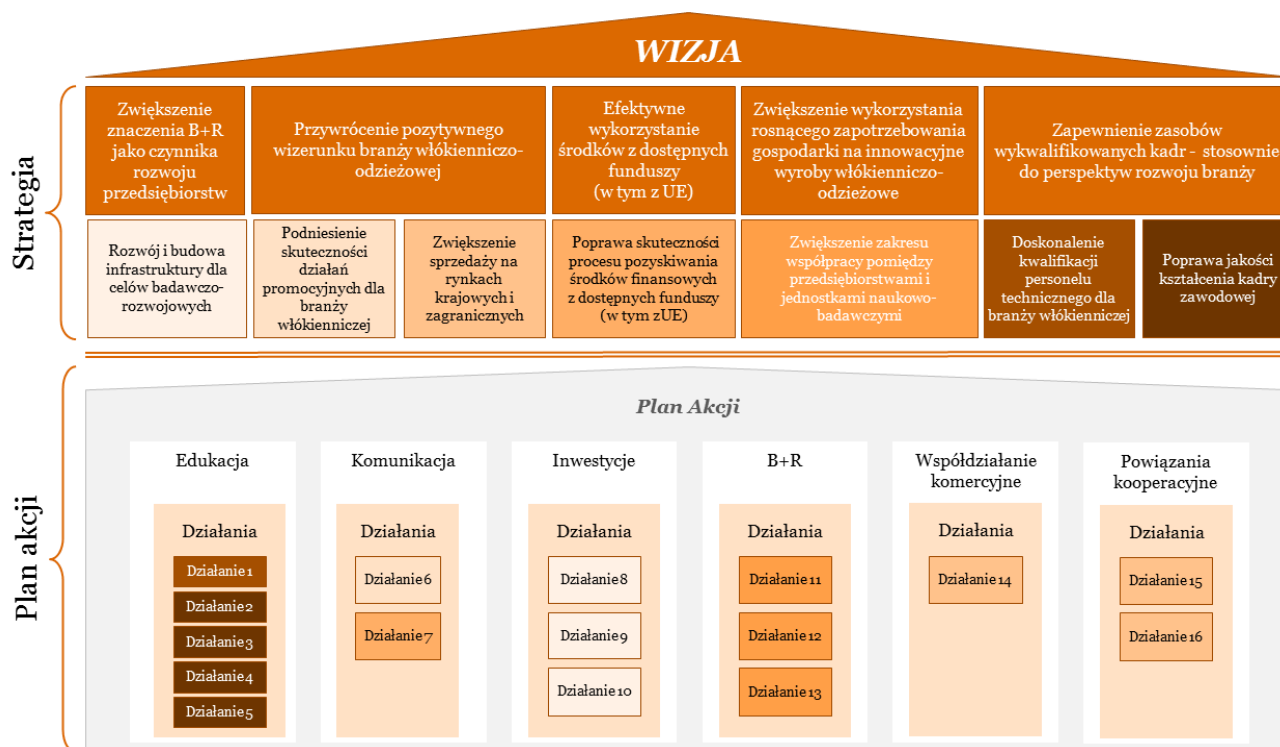 WIZJA
Strategia
Zwiększenie
znaczenia B+R
jako czynnika
rozwoju
przedsiębiorstw
Przywrócenie pozytywnego
wizerunku branży włókienniczo-
odzieżowej
Efektywne
wykorzystanie
środków z dostępnych
funduszy
(w tym z UE)
Zwiększenie wykorzystania
rosnącego zapotrzebowania
gospodarki na innowacyjne
wyroby włókienniczo-
odzieżowe
Zapewnienie zasobów
wykwalifikowanych kadr - stosownie
do perspektyw rozwoju branży
Rozwój i budowa
infrastruktury dla
celów badawczo-
rozwojowych
Podniesienie
skuteczności
działań
promocyjnych dla
branży
włókienniczej
Zwiększenie
sprzedaży na
rynkach
krajowych i
zagranicznych
Poprawa skuteczności
procesu pozyskiwania
środków finansowych
z dostępnych funduszy
(w tym zUE)
Zwiększenie zakresu
współpracy pomiędzy
przedsiębiorstwami i
jednostkami naukowo-
badawczymi
Doskonalenie
kwalifikacji
personelu
technicznego dla
branży włókienniczej
Poprawa jakości
kształcenia kadry
zawodowej
Plan akcji
Plan Akcji
Edukacja
Działania
Działanie 1
Działanie 2
Działanie 3
Działanie 4
Działanie 5
Komunikacja
Działania
Działanie 6
Działanie 7
Inwestycje
Działania
Działanie 8
Działanie 9
Działanie 10
B+R
Działania
Działanie 11
Działanie 12
Działanie 13
Współdziałanie
komercyjne
Działania
Działanie 14
Powiązania
kooperacyjne
Działania
Działanie 15
Działanie 16